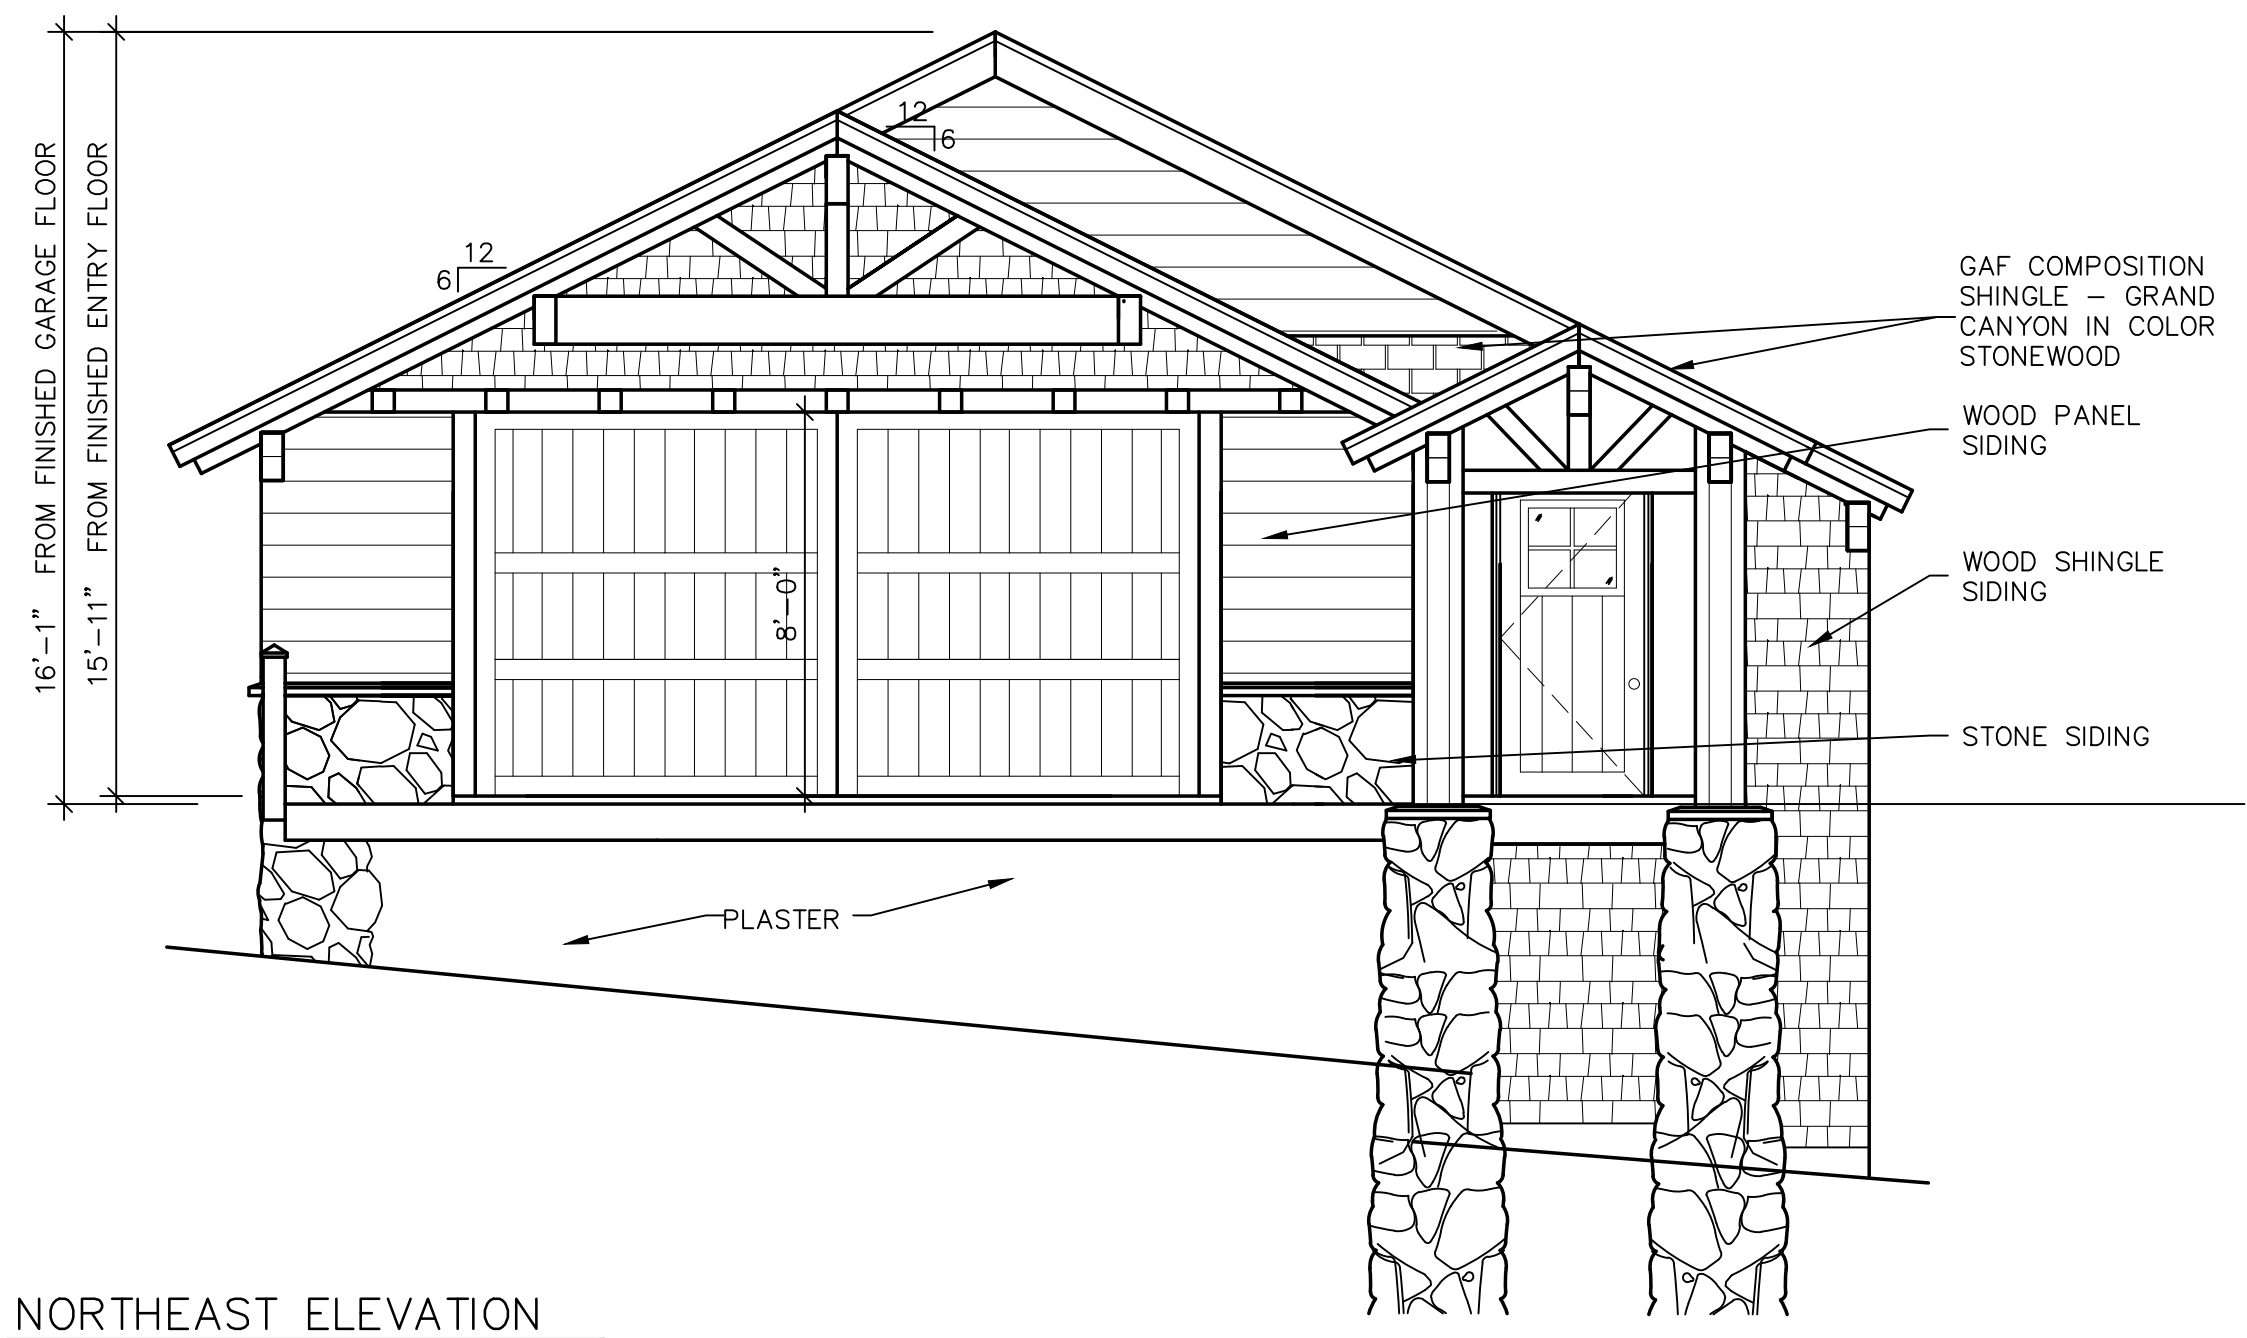 16'-1" FROM FINISHED GARAGE FLOOR
15'-11" FROM FINISHED ENTRY FLOOR
12
6
12
6
8'-0"
GAF COMPOSITION
SHINGLE – GRAND
CANYON IN COLOR
STONEWOOD
WOOD PANEL
SIDING
WOOD SHINGLE
SIDING
STONE SIDING
PLASTER
NORTHEAST ELEVATION